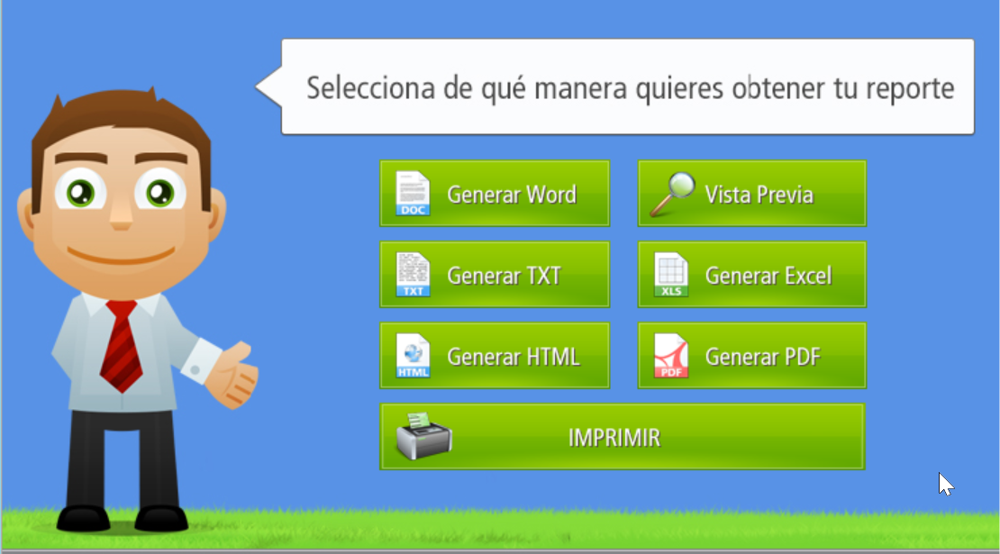 Selecciona de qué manera quieres obtener tu reporte
DOC
Generar Word
Vista Previa
TXT
Generar TXT
XLS
Generar Excel
HTML
Generar HTML
PDF
Generar PDF
IMPRIMIR